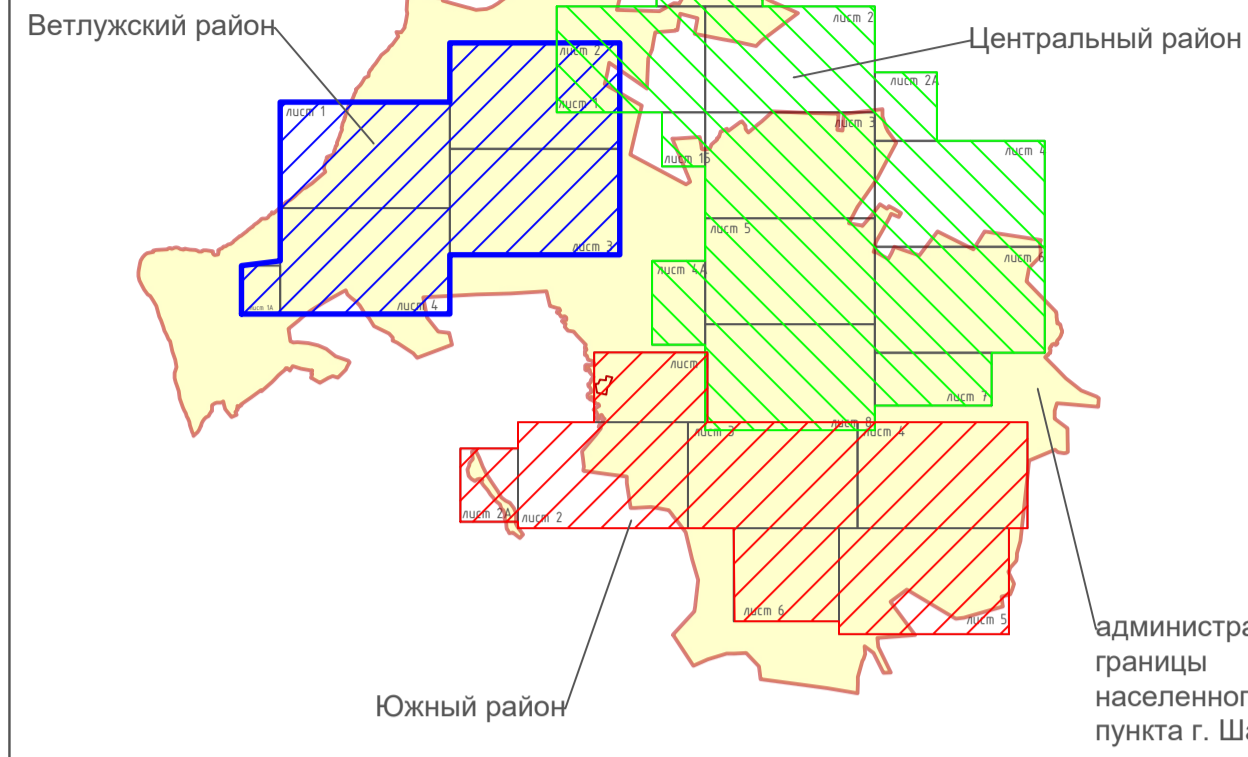 Ветлужский район
Центральный район
лист 2
лист 2
лист 2А
лист 1
лист 1
лист 3
лист 4
лист 1Б
лист 5
лист 3
лист 6
лист 4А
лист 1А
лист 4
лист
лист 7
лист 8
лист 3
лист 4
лист 2А
лист 2
лист 6
лист 5
Южный район
администра
границы
населенног
пункта г. Ша